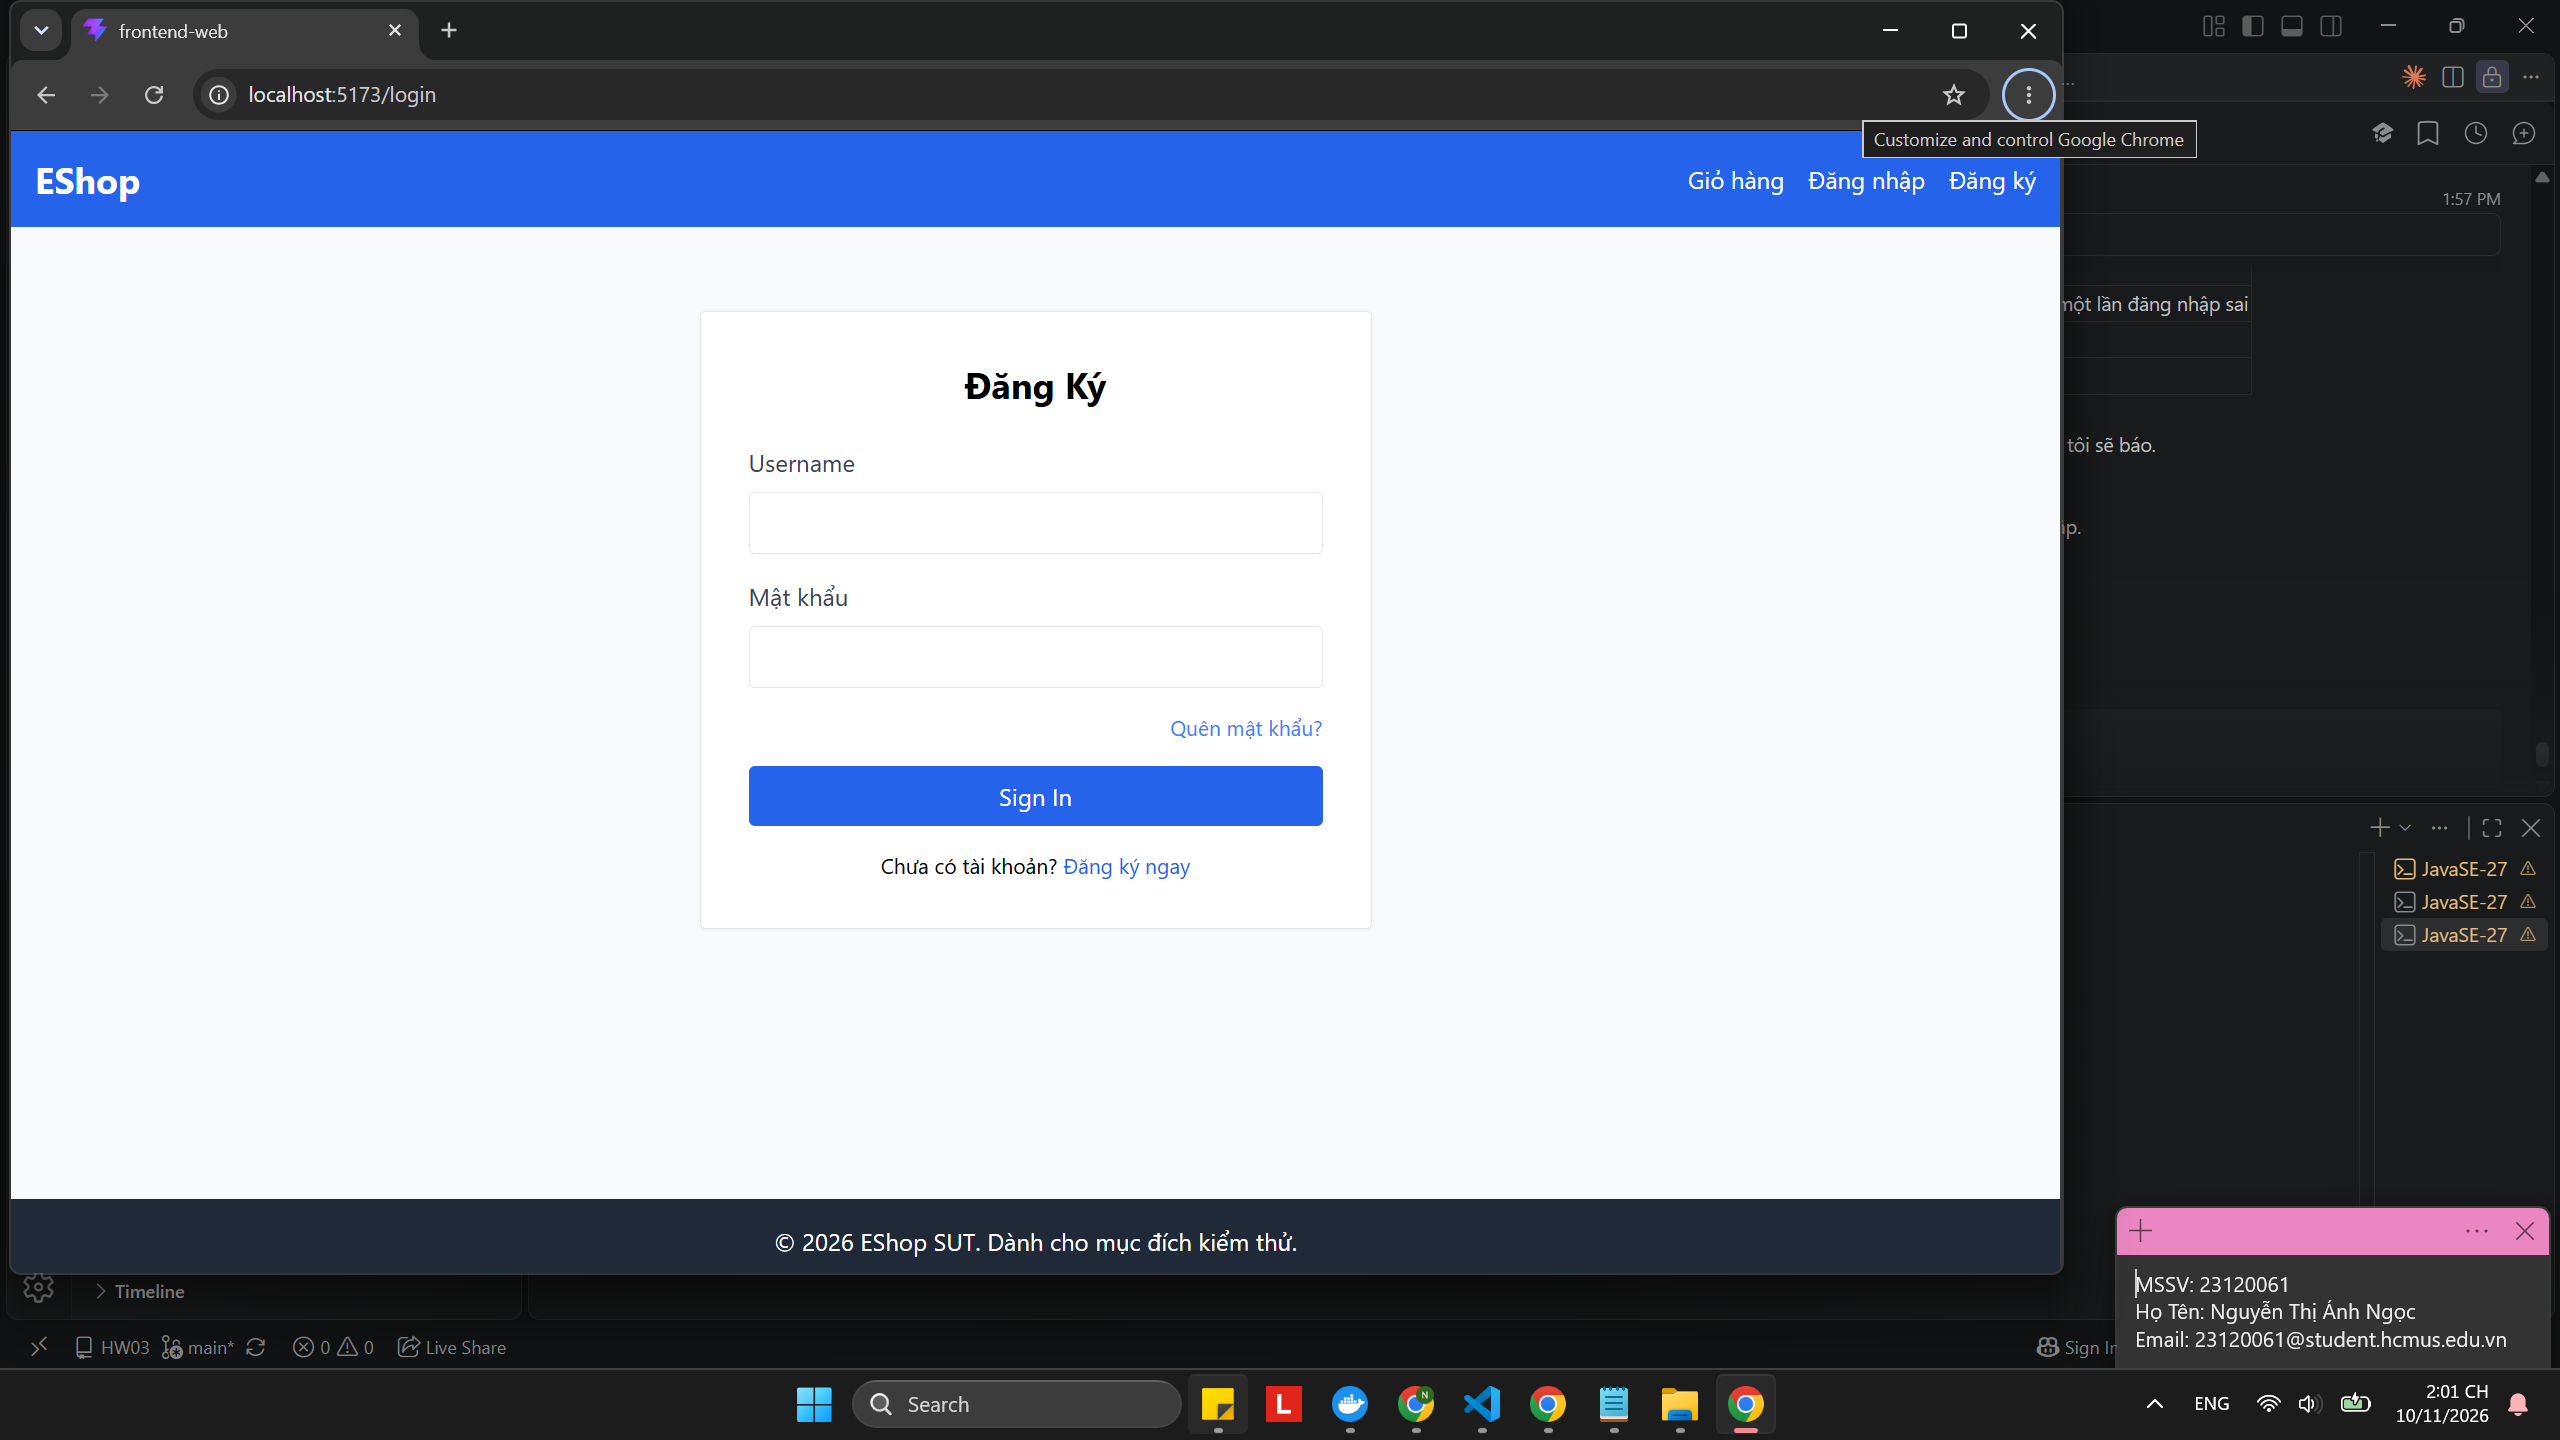 frontend-web
localhost:5173/login
Customize and control Google Chrome
EShop
Giỏ hàng
Đăng nhập
Đăng ký
1:57 PM
một lần đăng nhập sai
tôi sẽ báo.
Đăng Ký
Username
Mật khẩu
Quên mật khẩu?
Sign In
Chưa có tài khoản? Đăng ký ngay
© 2026 EShop SUT. Dành cho mục đích kiểm thử.
JavaSE-27
JavaSE-27
JavaSE-27
MSSV: 23120061
Họ Tên: Nguyễn Thị Ánh Ngọc
Email: 23120061@student.hcmus.edu.vn
Timeline
HW03
main*
0
0
Live Share
Sign In
Search
ENG
2:01 CH
10/11/2026